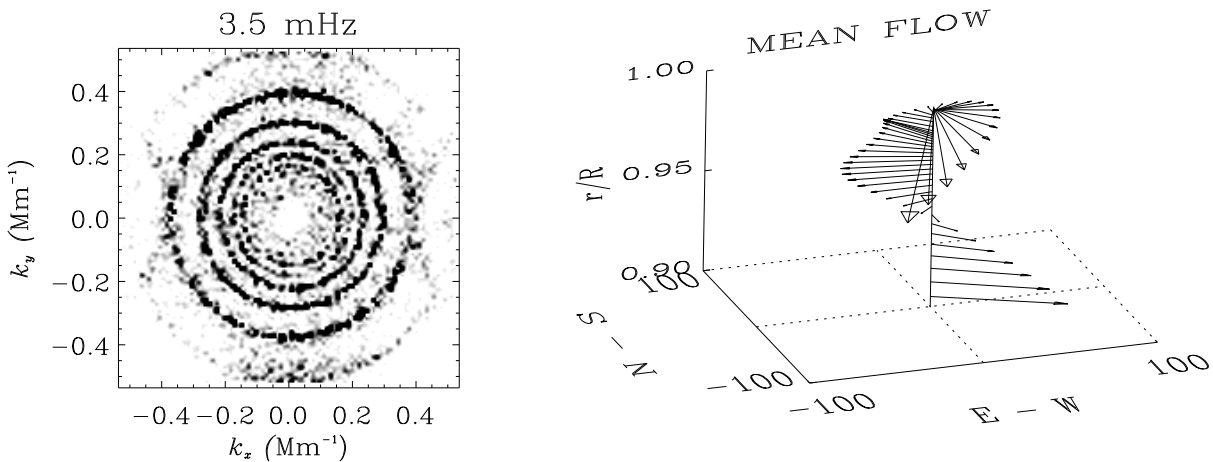 3.5 mHz
0.4
0.2
0.0
−0.2
−0.4
k_y (Mm⁻¹)
−0.4 −0.2 0.0 0.2 0.4
k_x (Mm⁻¹)
MEAN FLOW
1.00
0.95
0.90
r/R
100
−100
S − N
−100
100
E − W